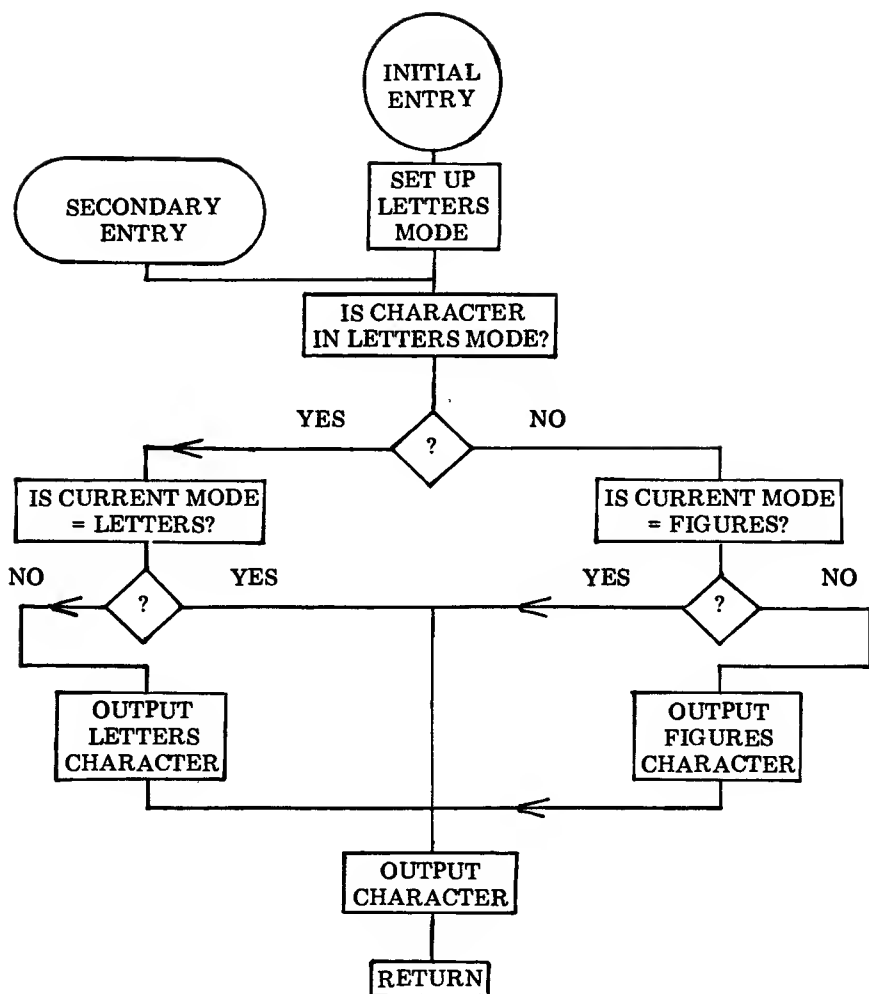 INITIAL
ENTRY
SET UP
LETTERS
MODE
SECONDARY
ENTRY
IS CHARACTER
IN LETTERS MODE?
YES
NO
?
IS CURRENT MODE
= LETTERS?
IS CURRENT MODE
= FIGURES?
NO
YES
YES
NO
?
?
OUTPUT
LETTERS
CHARACTER
OUTPUT
FIGURES
CHARACTER
OUTPUT
CHARACTER
RETURN